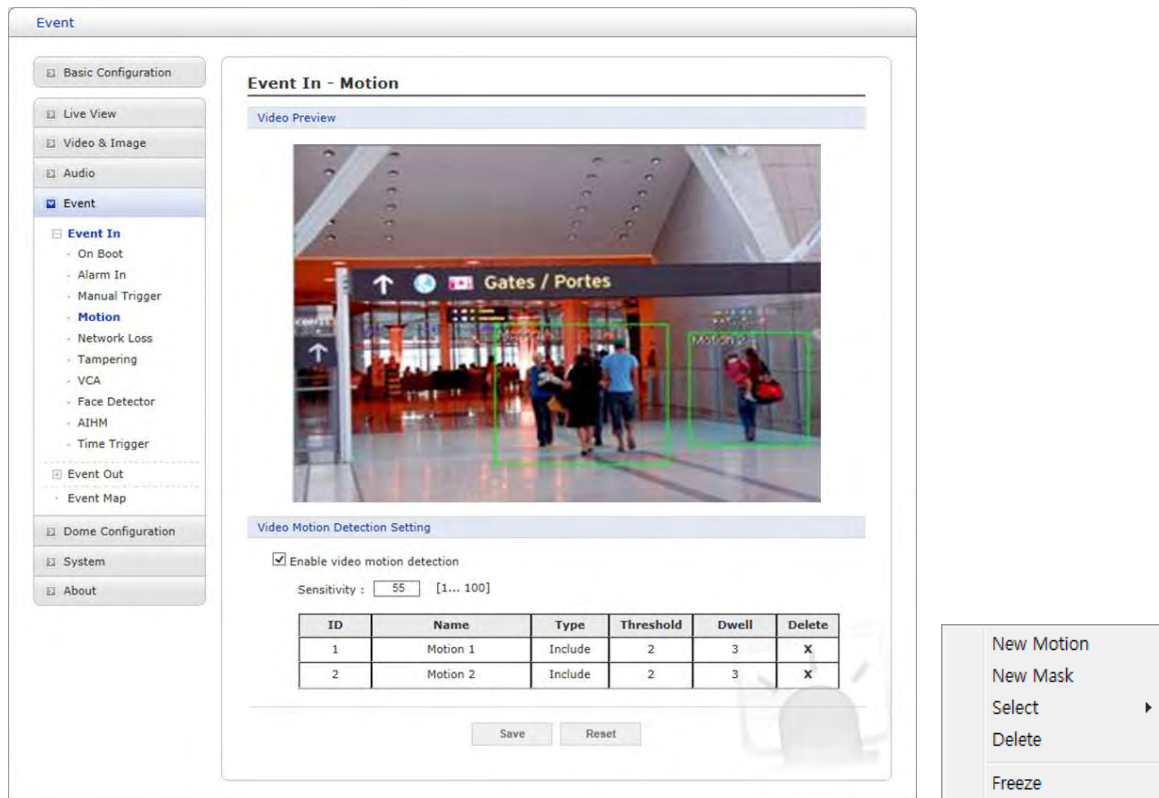 Event
Basic Configuration
Live View
Video & Image
Audio
Event
Event In
On Boot
Alarm In
Manual Trigger
Motion
Network Loss
Tampering
VCA
Face Detector
AIHM
Time Trigger
Event Out
Event Map
Dome Configuration
System
About
Event In - Motion
Video Preview
Gates / Portes
Motion 2
Video Motion Detection Setting
Enable video motion detection
Sensitivity : 55 [1... 100]
ID Name Type Threshold Dwell Delete
1 Motion 1 Include 2 3 X
2 Motion 2 Include 2 3 X
Save Reset
New Motion
New Mask
Select
Delete
Freeze